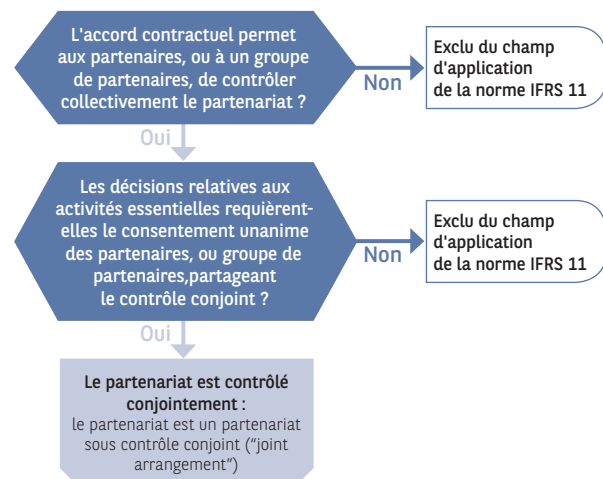 L'accord contractuel permet
aux partenaires, ou à un groupe
de partenaires, de contrôler
collectivement le partenariat ?
Non
Exclu du champ
d'application
de la norme IFRS 11
Oui
Les décisions relatives aux
activités essentielles requièrent-
elles le consentement unanime
des partenaires, ou groupe de
partenaires,partageant
le contrôle conjoint ?
Non
Exclu du champ
d'application
de la norme IFRS 11
Oui
Le partenariat est contrôlé
conjointement :
le partenariat est un partenariat
sous contrôle conjoint ("joint
arrangement")